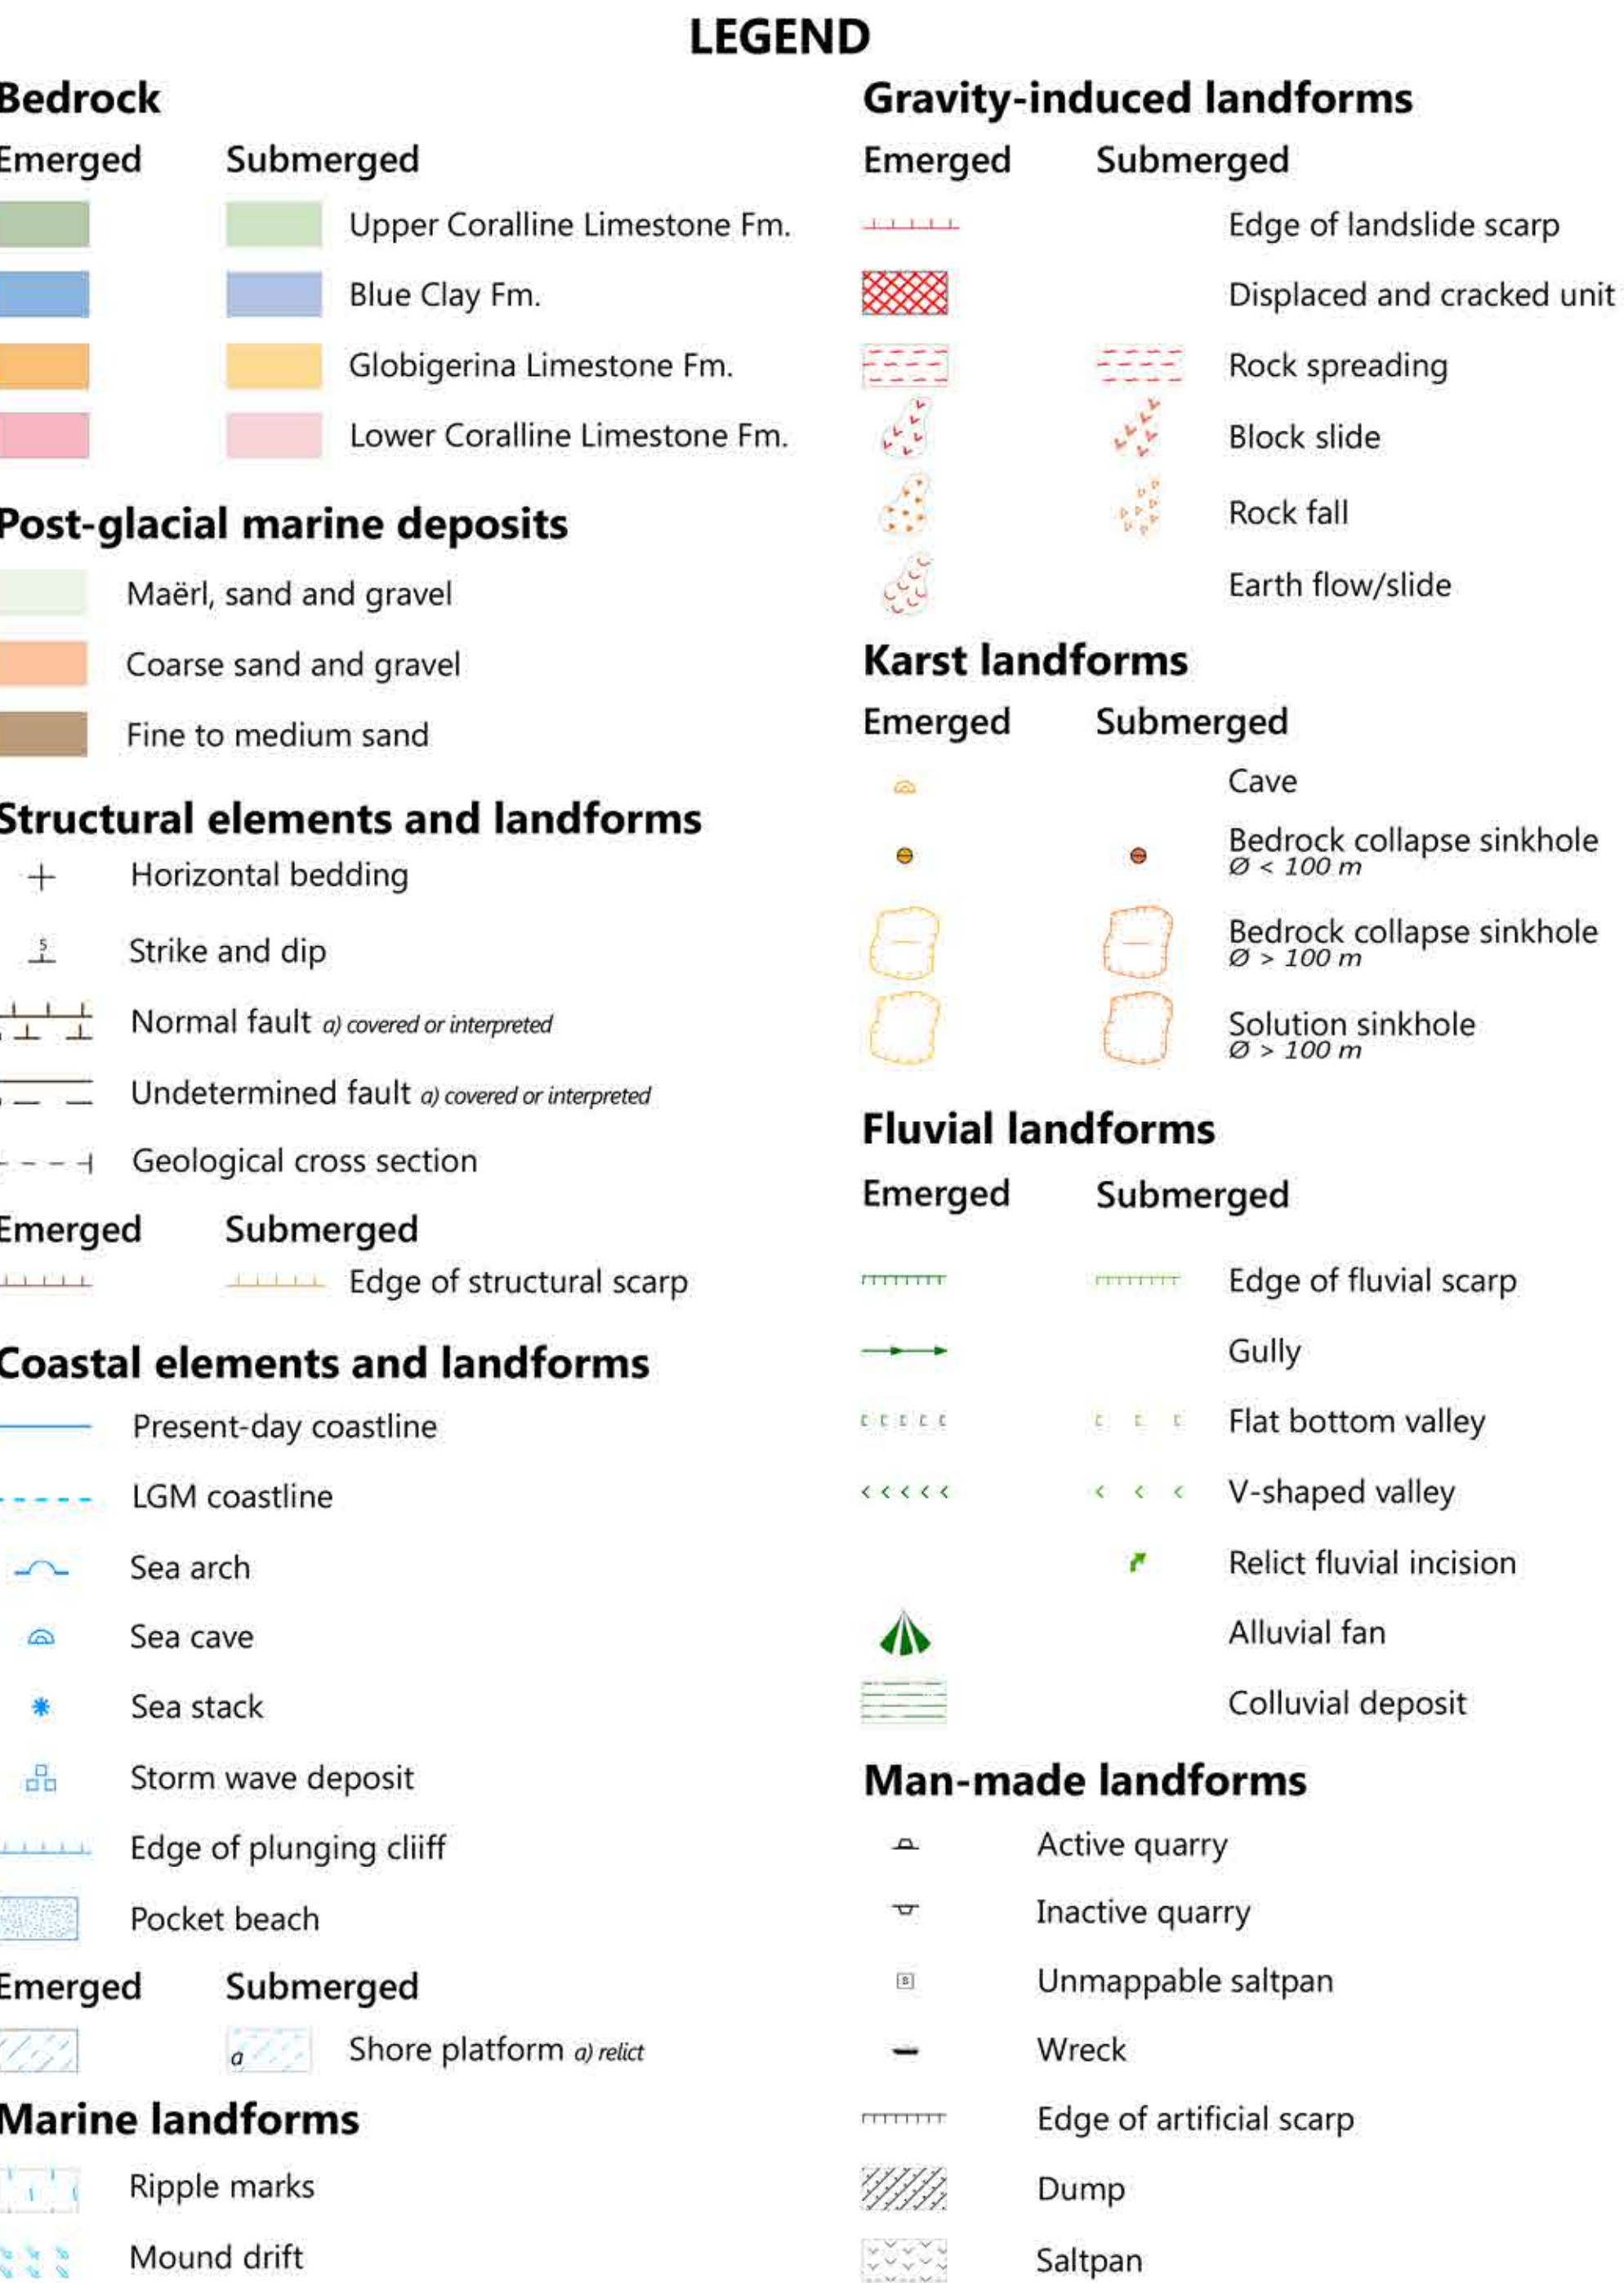 LEGEND
Bedrock
Emerged Submerged
Upper Coralline Limestone Fm.
Blue Clay Fm.
Globigerina Limestone Fm.
Lower Coralline Limestone Fm.
Post-glacial marine deposits
Maërl, sand and gravel
Coarse sand and gravel
Fine to medium sand
Structural elements and landforms
Horizontal bedding
5 Strike and dip
Normal fault a) covered or interpreted
Undetermined fault a) covered or interpreted
Geological cross section
Emerged Submerged
Edge of structural scarp
Coastal elements and landforms
Present-day coastline
LGM coastline
Sea arch
Sea cave
Sea stack
Storm wave deposit
Edge of plunging cliiff
Pocket beach
Emerged Submerged
a Shore platform a) relict
Marine landforms
Ripple marks
Mound drift
Gravity-induced landforms
Emerged Submerged
Edge of landslide scarp
Displaced and cracked unit
Rock spreading
Block slide
Rock fall
Earth flow/slide
Karst landforms
Emerged Submerged
Cave
Bedrock collapse sinkhole
Ø < 100 m
Bedrock collapse sinkhole
Ø > 100 m
Solution sinkhole
Ø > 100 m
Fluvial landforms
Emerged Submerged
Edge of fluvial scarp
Gully
Flat bottom valley
V-shaped valley
Relict fluvial incision
Alluvial fan
Colluvial deposit
Man-made landforms
Active quarry
Inactive quarry
S Unmappable saltpan
Wreck
Edge of artificial scarp
Dump
Saltpan